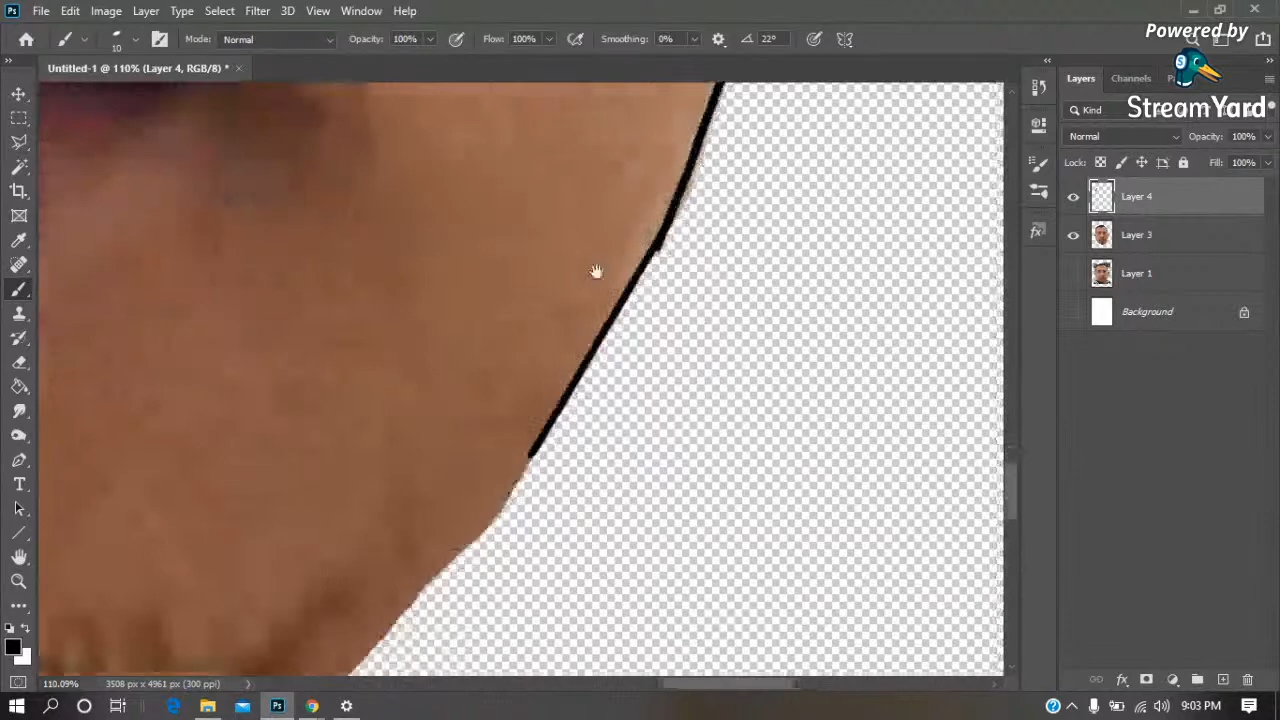 File Edit Image Layer Type Select Filter 3D View Window Help
Powered by
10 Mode: Normal Opacity: 100% Flow: 100% Smoothing: 0% 22°
Untitled-1 @ 110% (Layer 4, RGB/8) *
Layers Channels
StreamYard
Kind
Normal Opacity: 100%
Lock: Fill: 100%
Layer 4
Layer 3
Layer 1
Background
110.09% 3508 px x 4961 px (300 ppi)
9:03 PM